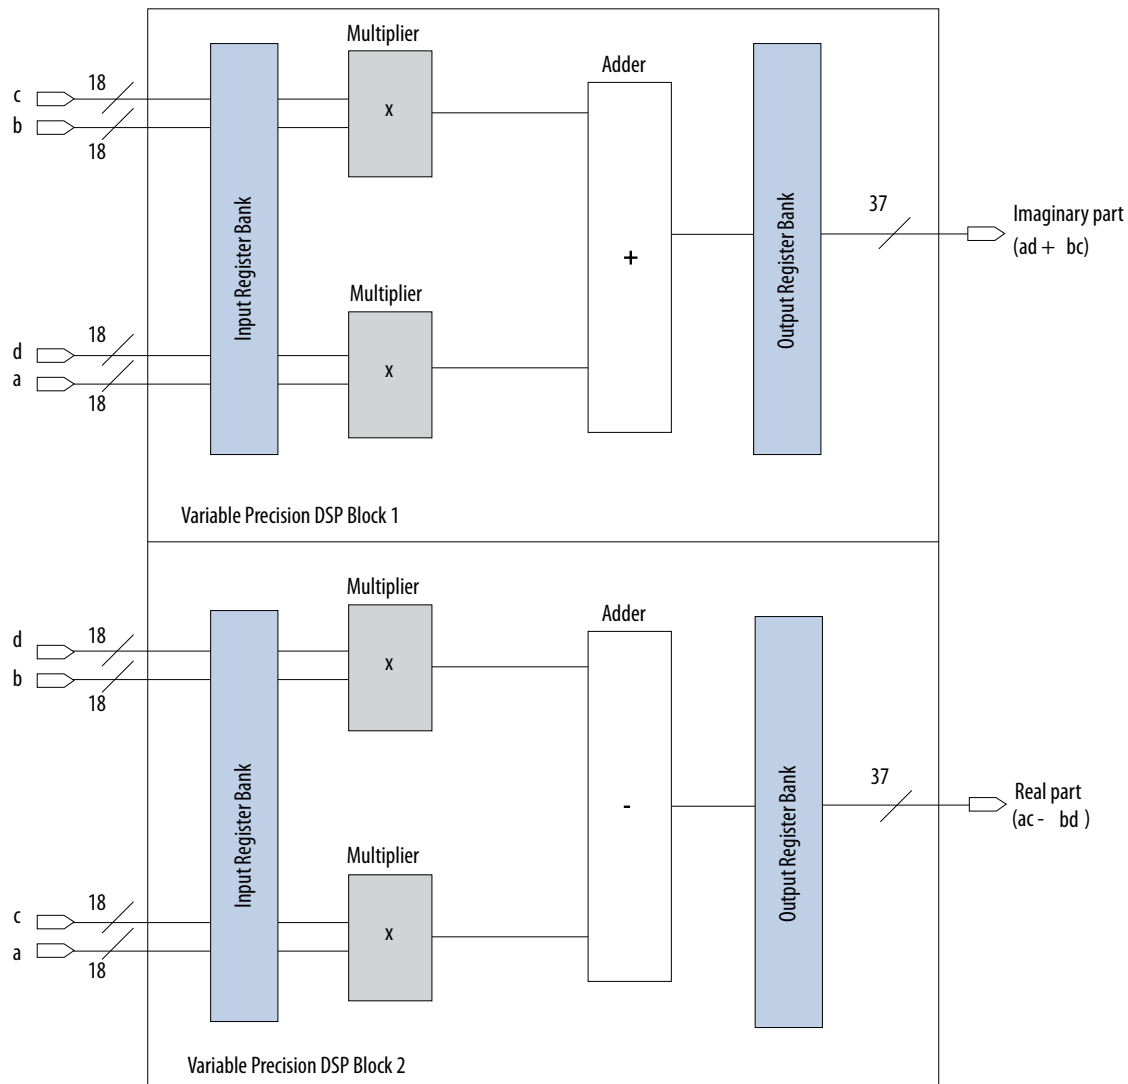 Multiplier
Adder
c
18
b
18
x
Input Register Bank
+
Output Register Bank
37
Imaginary part
(ad + bc)
Multiplier
d
18
a
18
x
Variable Precision DSP Block 1
Multiplier
Adder
d
18
b
18
x
Input Register Bank
-
Output Register Bank
37
Real part
(ac - bd )
Multiplier
c
18
a
18
x
Variable Precision DSP Block 2